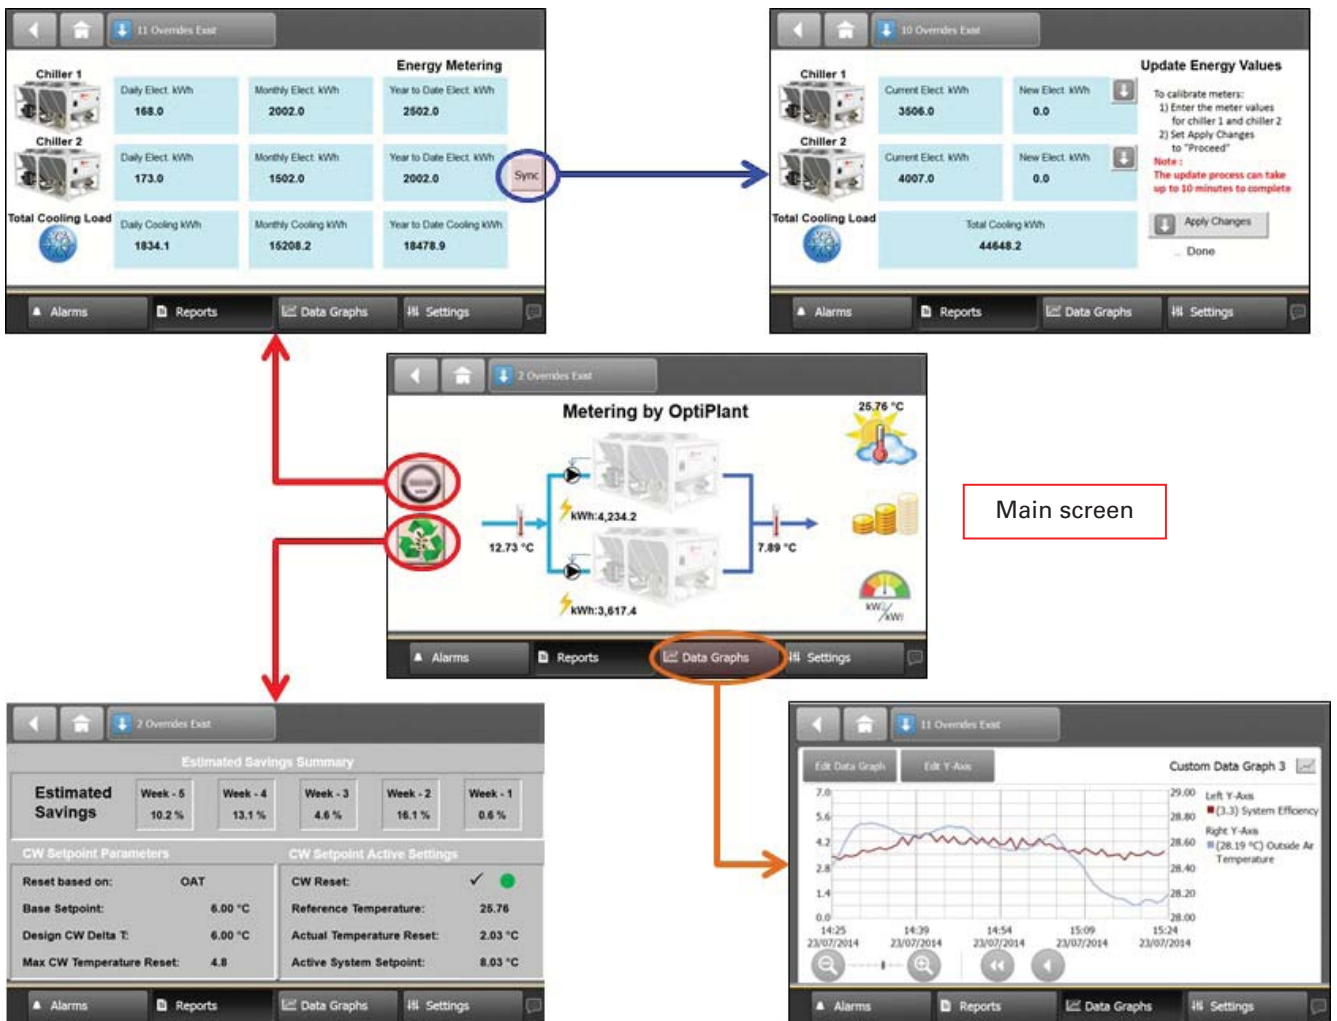 11 Overrides Exist
Energy Metering
Chiller 1
Daily Elect. kWh
Monthly Elect. kWh
Year to Date Elect. kWh
168.0
2002.0
2502.0
Chiller 2
Daily Elect. kWh
Monthly Elect. kWh
Year to Date Elect. kWh
173.0
1502.0
2002.0
Sync
Total Cooling Load
Daily Cooling kWh
Monthly Cooling kWh
Year to Date Cooling kWh
1834.1
15208.2
18478.9
Alarms
Reports
Data Graphs
Settings
10 Overrides Exist
Update Energy Values
Chiller 1
Current Elect. kWh
New Elect. kWh
3506.0
0.0
Chiller 2
Current Elect. kWh
New Elect. kWh
4007.0
0.0
To calibrate meters:
1) Enter the meter values
for chiller 1 and chiller 2
2) Set Apply Changes
to "Proceed"
Note :
The update process can take
up to 10 minutes to complete
Total Cooling Load
Total Cooling kWh
44648.2
Apply Changes
Done
Alarms
Reports
Data Graphs
Settings
2 Overrides Exist
Metering by OptiPlant
25.76 °C
kWh:4,234.2
12.73 °C
7.89 °C
kWh:3,617.4
kW/kW
Alarms
Reports
Data Graphs
Settings
Main screen
2 Overrides Exist
Estimated Savings Summary
Estimated
Savings
Week - 5
10.2 %
Week - 4
13.1 %
Week - 3
4.6 %
Week - 2
16.1 %
Week - 1
0.6 %
CW Setpoint Parameters
CW Setpoint Active Settings
Reset based on: OAT
CW Reset: ✓
Base Setpoint: 6.00 °C
Reference Temperature: 25.76
Design CW Delta T: 6.00 °C
Actual Temperature Reset: 2.03 °C
Max CW Temperature Reset: 4.8
Active System Setpoint: 8.03 °C
Alarms
Reports
Data Graphs
Settings
11 Overrides Exist
Edit Data Graph
Edit Y-Axis
Custom Data Graph 3
7.0
5.6
4.2
2.8
1.4
0.0
29.00
28.80
28.60
28.40
28.20
28.00
Left Y-Axis
(3.3) System Efficiency
Right Y-Axis
(28.19 °C) Outside Air
Temperature
14:25
14:39
14:54
15:09
15:24
23/07/2014
23/07/2014
23/07/2014
23/07/2014
23/07/2014
Alarms
Reports
Data Graphs
Settings